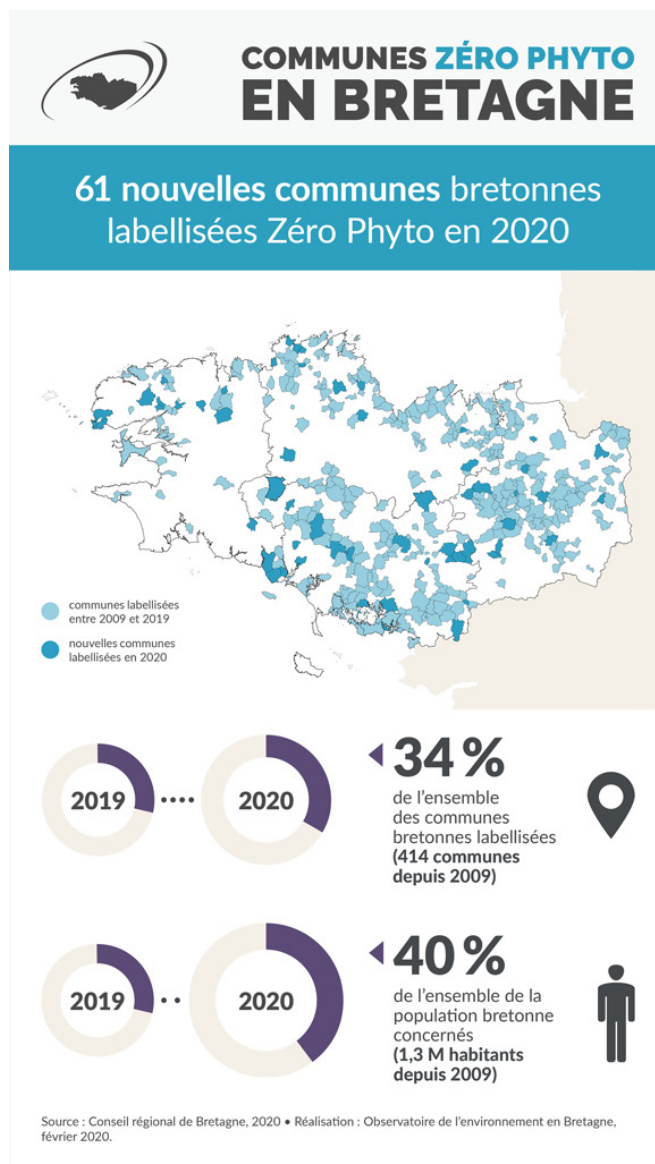 COMMUNES ZÉRO PHYTO
EN BRETAGNE
61 nouvelles communes bretonnes
labellisées Zéro Phyto en 2020
communes labellisées
entre 2009 et 2019
nouvelles communes
labellisées en 2020
2019
2020
34 %
de l'ensemble
des communes
bretonnes labellisées
(414 communes
depuis 2009)
2019
2020
40 %
de l'ensemble de la
population bretonne
concernés
(1,3 M habitants
depuis 2009)
Source : Conseil régional de Bretagne, 2020 • Réalisation : Observatoire de l'environnement en Bretagne,
février 2020.